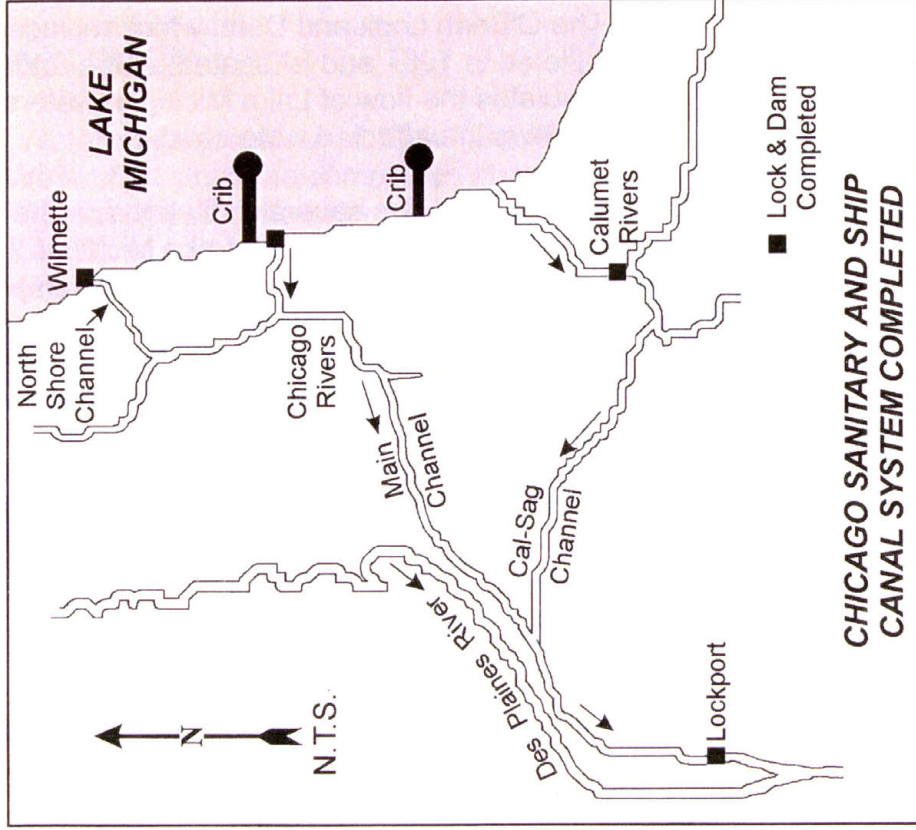 LAKE
MICHIGAN
Wilmette
North
Shore
Channel
Crib
Crib
Chicago
Rivers
Main
Channel
Calumet
Rivers
Cal-Sag
Channel
Des Plaines River
N
N.T.S.
Lockport
Lock & Dam
Completed
CHICAGO SANITARY AND SHIP
CANAL SYSTEM COMPLETED